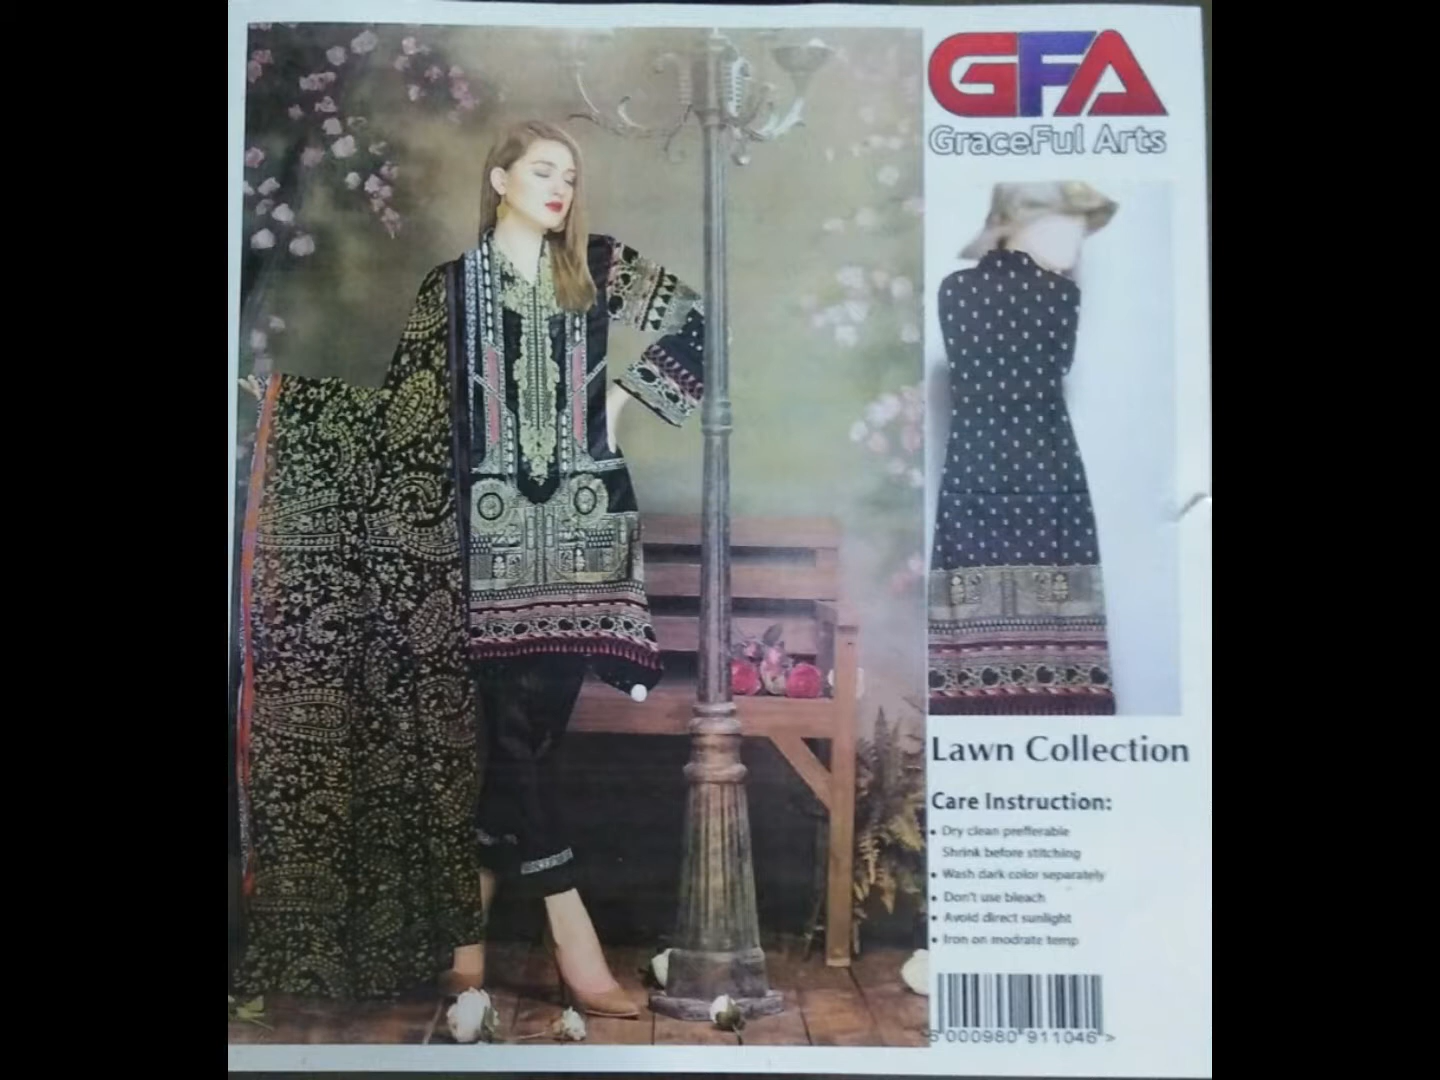 GFA
GraceFul Arts
Lawn Collection
Care Instruction:
• Dry clean prefferable
Shrink before stitching
• Wash dark color separately
• Don't use bleach
• Avoid direct sunlight
• Iron on modrate temp
6 000980 911046 >